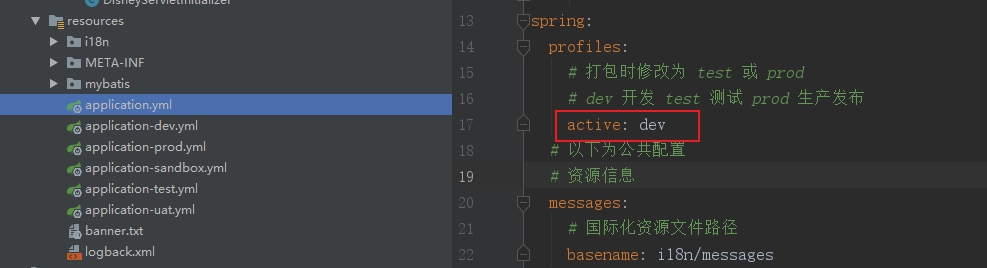 DisneyServletInitializer
resources
i18n
META-INF
mybatis
application.yml
application-dev.yml
application-prod.yml
application-sandbox.yml
application-test.yml
application-uat.yml
banner.txt
logback.xml
13 spring:
14 profiles:
15 # 打包时修改为 test 或 prod
16 # dev 开发 test 测试 prod 生产发布
17 active: dev
18 # 以下为公共配置
19 # 资源信息
20 messages:
21 # 国际化资源文件路径
22 basename: i18n/messages